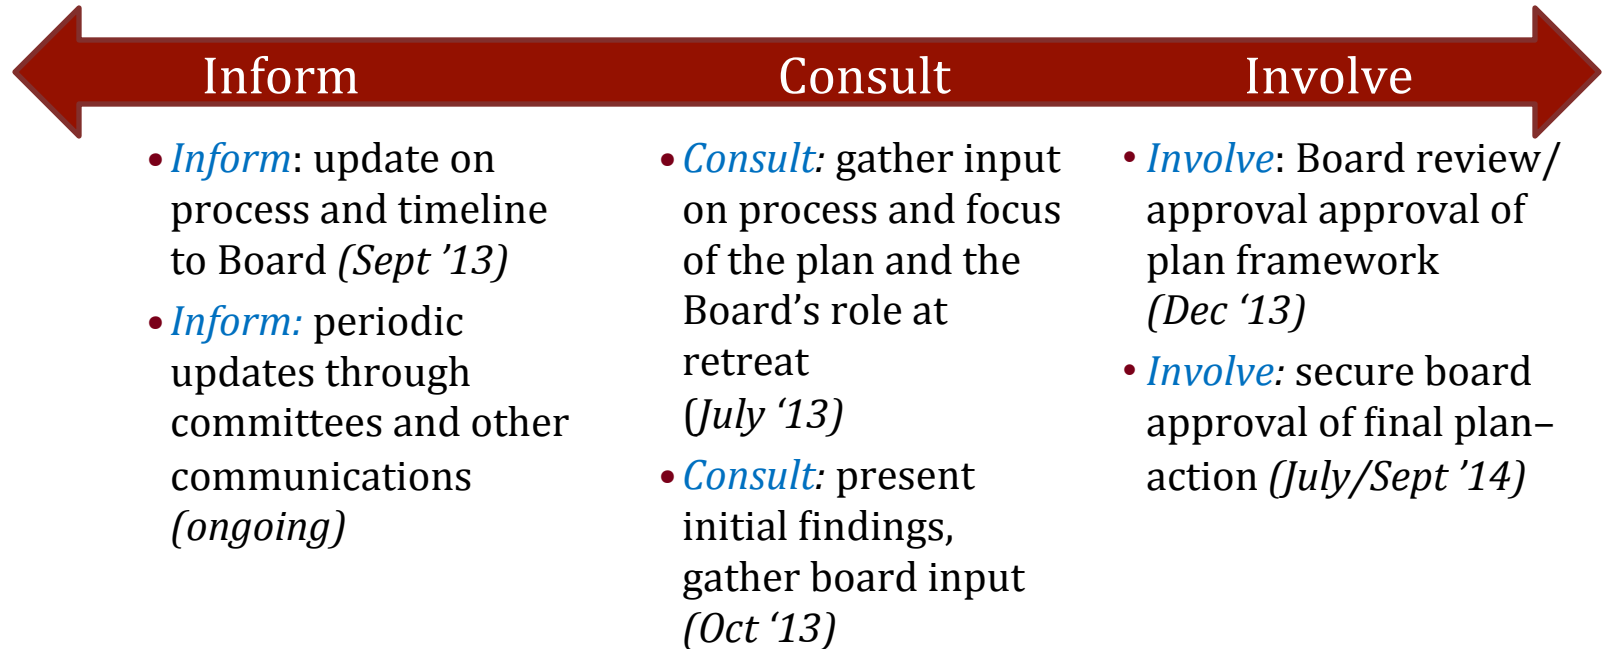 Inform
Consult
Involve
• Inform: update on
process and timeline
to Board (Sept ’13)
• Inform: periodic
updates through
committees and other
communications
(ongoing)
• Consult: gather input
on process and focus
of the plan and the
Board’s role at
retreat
(July ‘13)
• Consult: present
initial findings,
gather board input
(Oct ‘13)
• Involve: Board review/
approval approval of
plan framework
(Dec ‘13)
• Involve: secure board
approval of final plan–
action (July/Sept ’14)